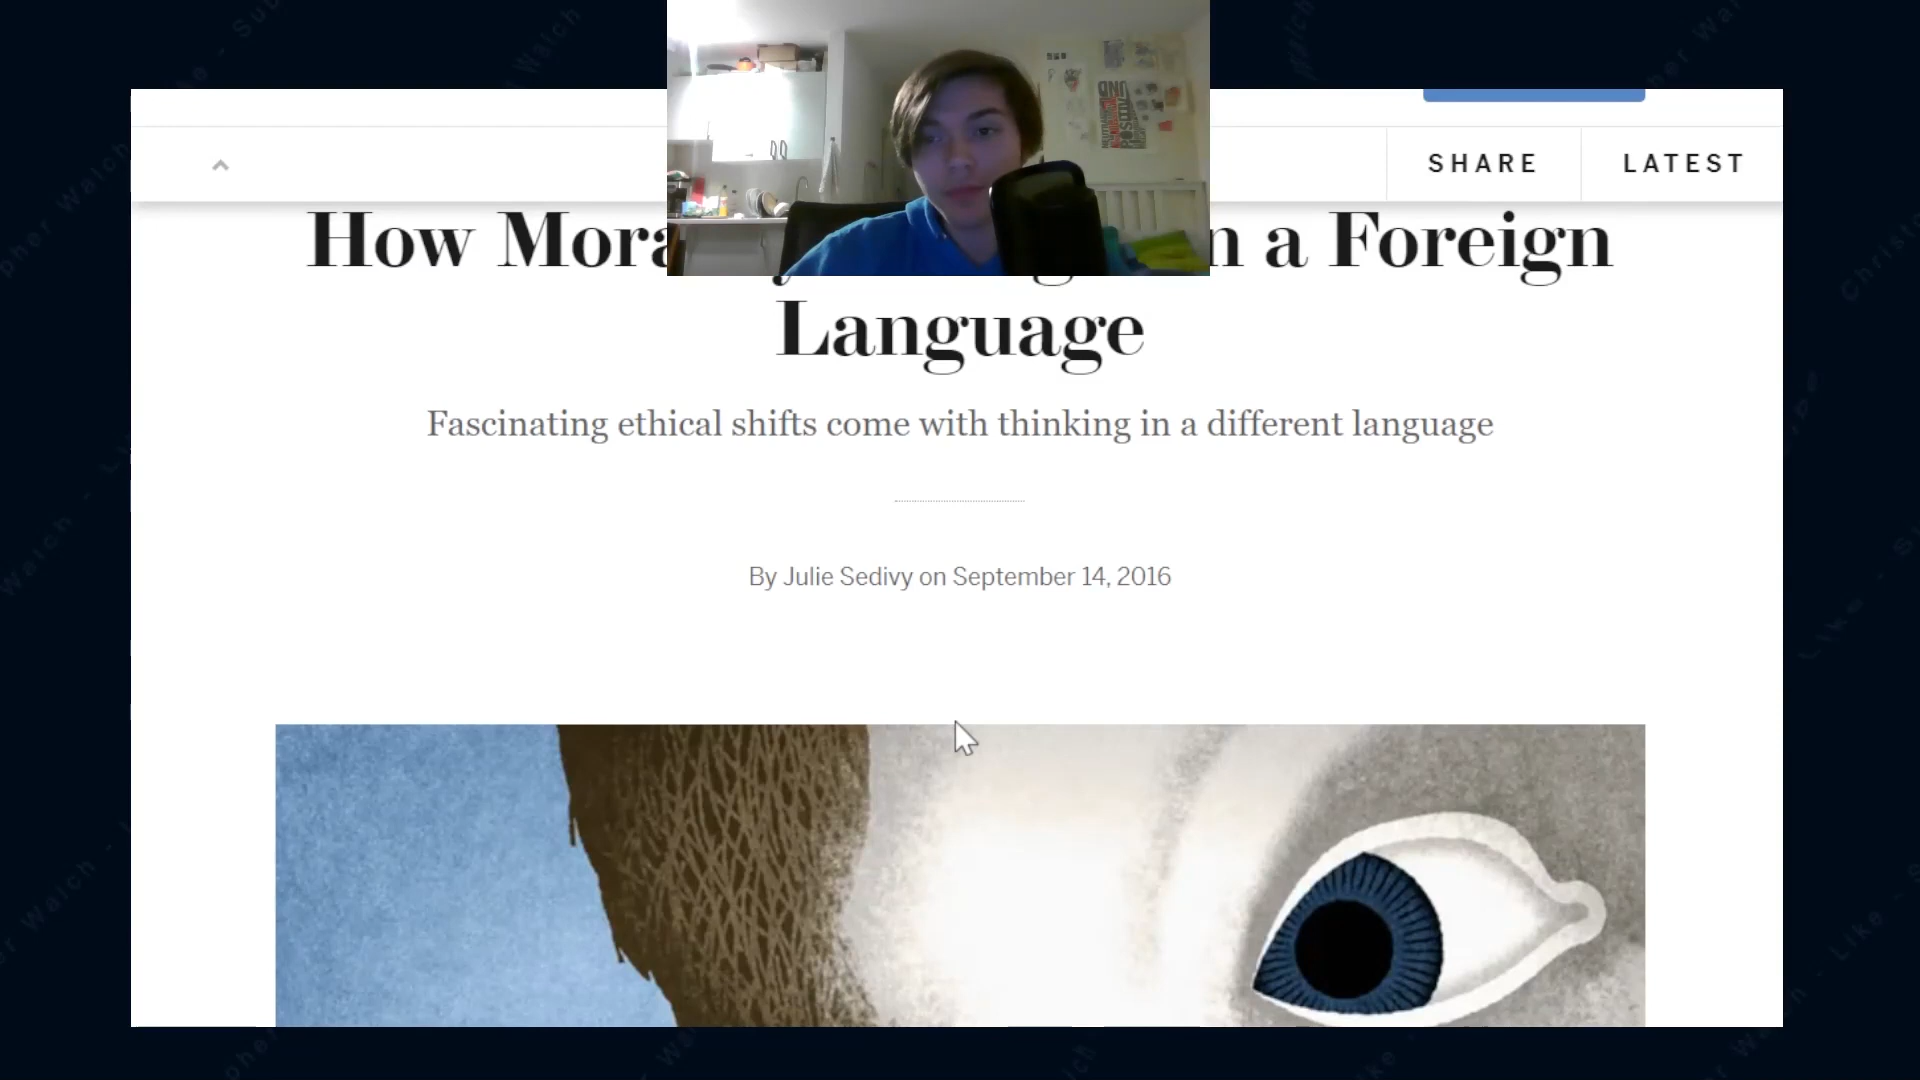 SHARE
LATEST
How Mora n a Foreign
Language
Fascinating ethical shifts come with thinking in a different language
By Julie Sedivy on September 14, 2016